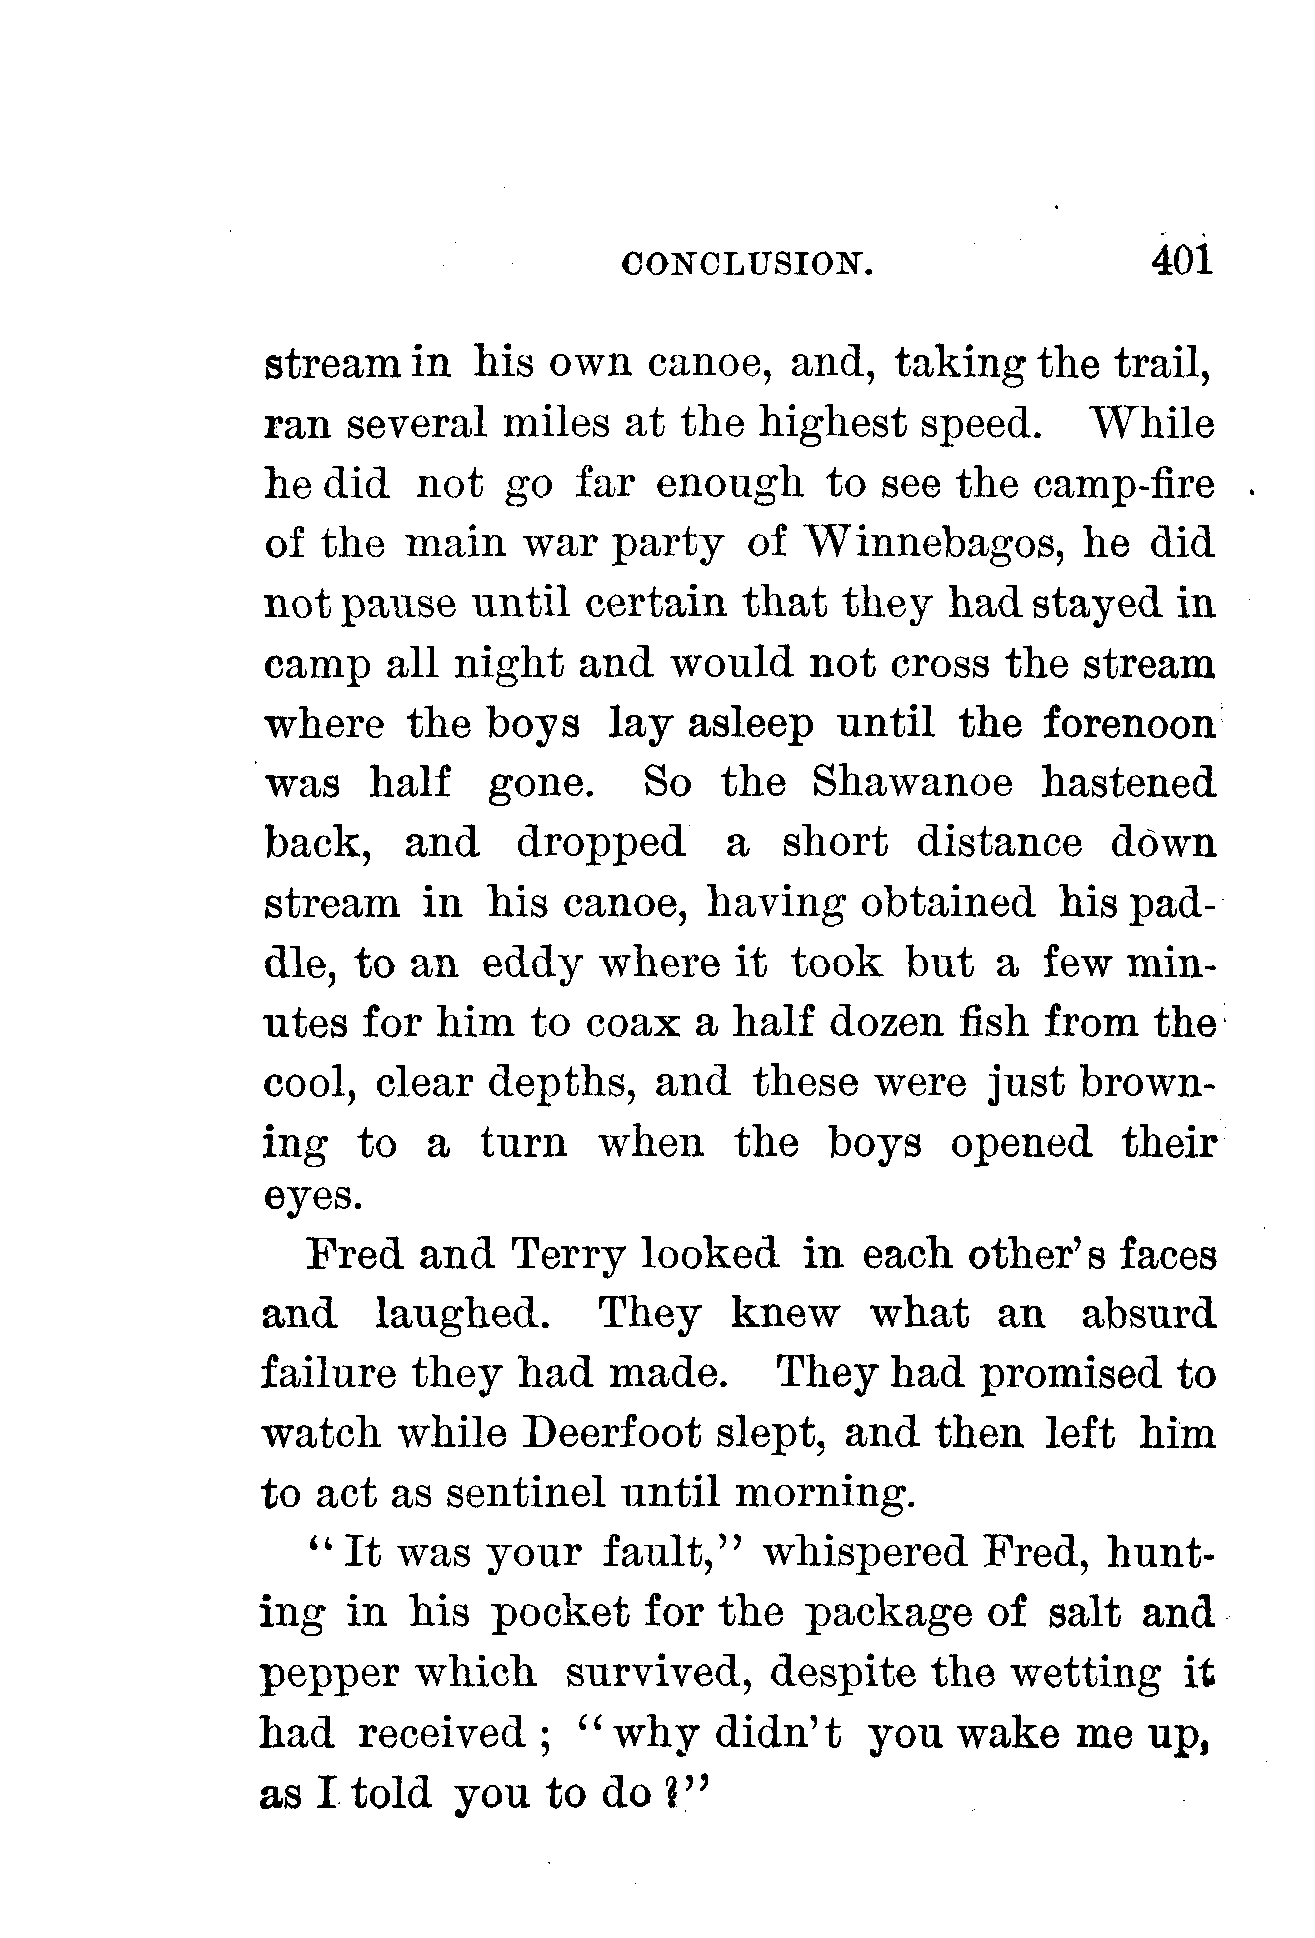 CONCLUSION. 401
stream in his own canoe, and, taking the trail,
ran several miles at the highest speed. While
he did not go far enough to see the camp-fire
of the main war party of Winnebagos, he did
not pause until certain that they had stayed in
camp all night and would not cross the stream
where the boys lay asleep until the forenoon
was half gone. So the Shawanoe hastened
back, and dropped a short distance down
stream in his canoe, having obtained his pad-
dle, to an eddy where it took but a few min-
utes for him to coax a half dozen fish from the
cool, clear depths, and these were just brown-
ing to a turn when the boys opened their
eyes.
Fred and Terry looked in each other's faces
and laughed. They knew what an absurd
failure they had made. They had promised to
watch while Deerfoot slept, and then left him
to act as sentinel until morning.
“It was your fault,” whispered Fred, hunt-
ing in his pocket for the package of salt and
pepper which survived, despite the wetting it
had received; “why didn't you wake me up,
as I told you to do?”